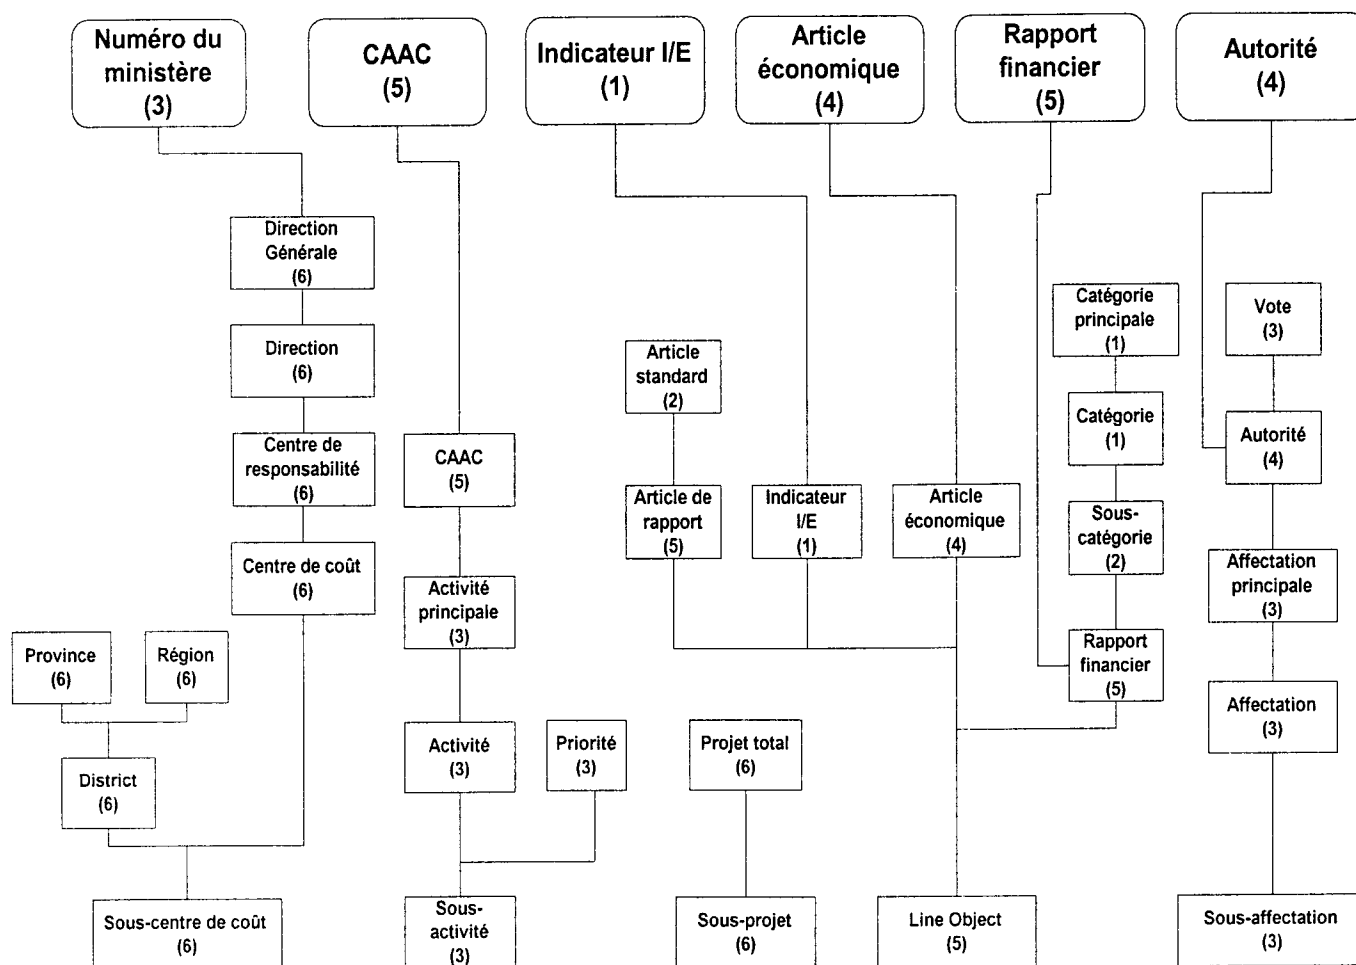 Numéro du
ministère
(3)
CAAC
(5)
Indicateur I/E
(1)
Article
économique
(4)
Rapport
financier
(5)
Autorité
(4)
Direction
Générale
(6)
Direction
(6)
Centre de
responsabilité
(6)
Centre de coût
(6)
Province
(6)
Région
(6)
District
(6)
Sous-centre de coût
(6)
CAAC
(5)
Activité
principale
(3)
Activité
(3)
Priorité
(3)
Sous-
activité
(3)
Article
standard
(2)
Article de
rapport
(5)
Indicateur
I/E
(1)
Article
économique
(4)
Projet total
(6)
Sous-projet
(6)
Line Object
(5)
Catégorie
principale
(1)
Catégorie
(1)
Sous-
catégorie
(2)
Rapport
financier
(5)
Vote
(3)
Autorité
(4)
Affectation
principale
(3)
Affectation
(3)
Sous-affectation
(3)